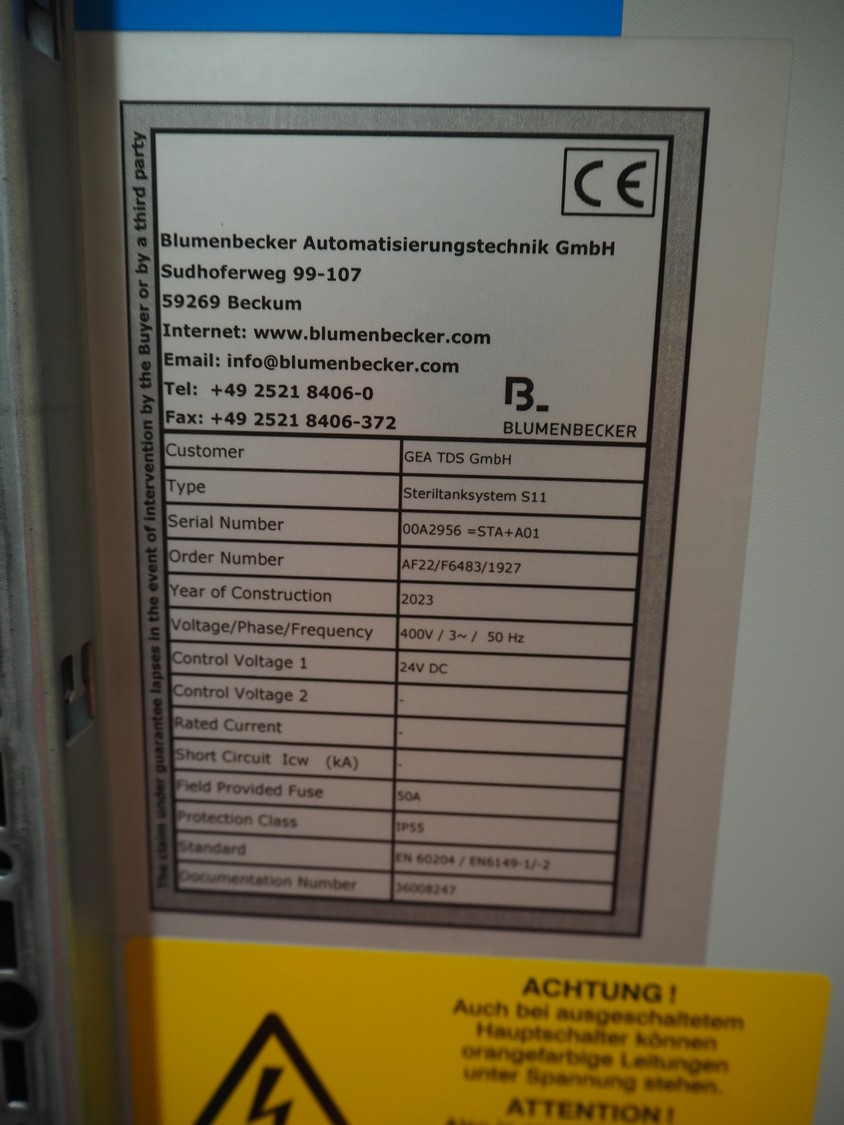 The claim under guarantee lapses in the event of intervention by the Buyer or by a third party
CE
Blumenbecker Automatisierungstechnik GmbH
Sudhoferweg 99-107
59269 Beckum
Internet: www.blumenbecker.com
Email: info@blumenbecker.com
Tel: +49 2521 8406-0
Fax: +49 2521 8406-372
B_
BLUMENBECKER
Customer GEA TDS GmbH
Type Steriltanksystem S11
Serial Number 00A2956 =STA+A01
Order Number AF22/F6483/1927
Year of Construction 2023
Voltage/Phase/Frequency 400V / 3~ / 50 Hz
Control Voltage 1 24V DC
Control Voltage 2 -
Rated Current -
Short Circuit Icw (kA) -
Field Provided Fuse 50A
Protection Class IP55
Standard EN 60204 / EN6149-1/-2
Documentation Number 36008247
ACHTUNG !
Auch bei ausgeschaltetem
Hauptschalter können
orangefarbige Leitungen
unter Spannung stehen.
ATTENTION !